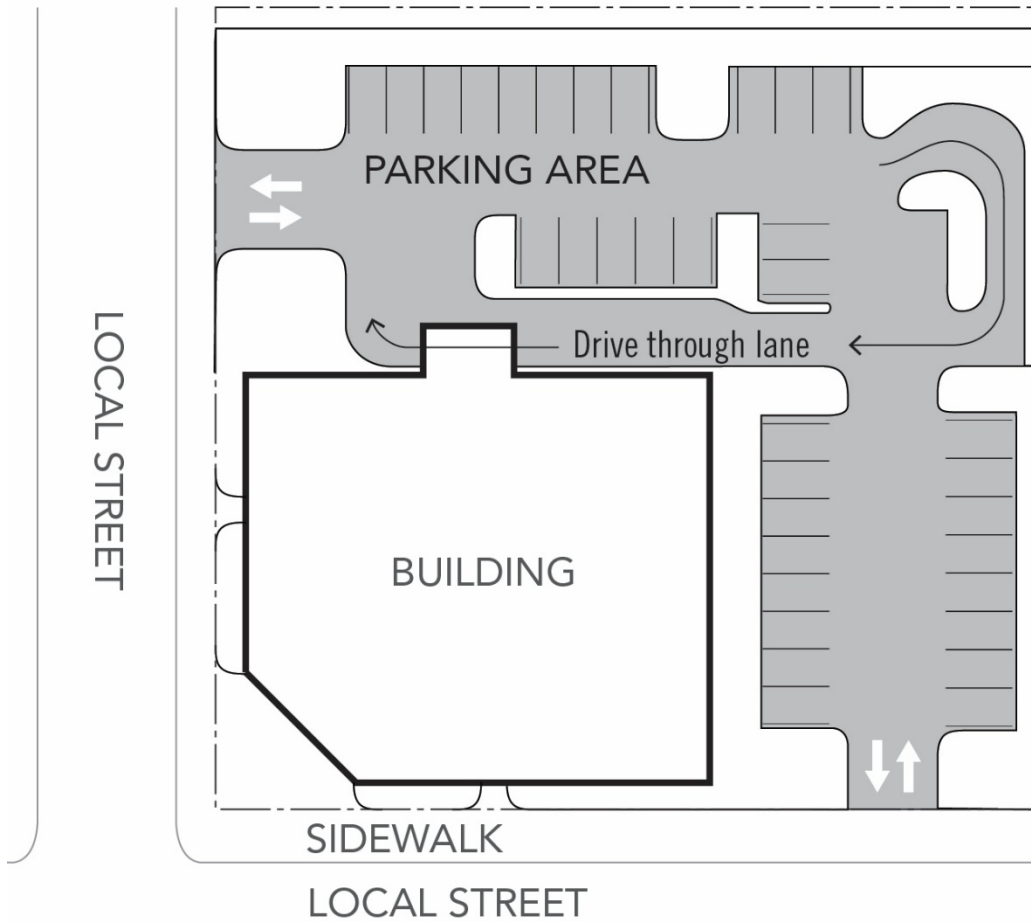 PARKING AREA
Drive through lane
LOCAL STREET
BUILDING
SIDEWALK
LOCAL STREET